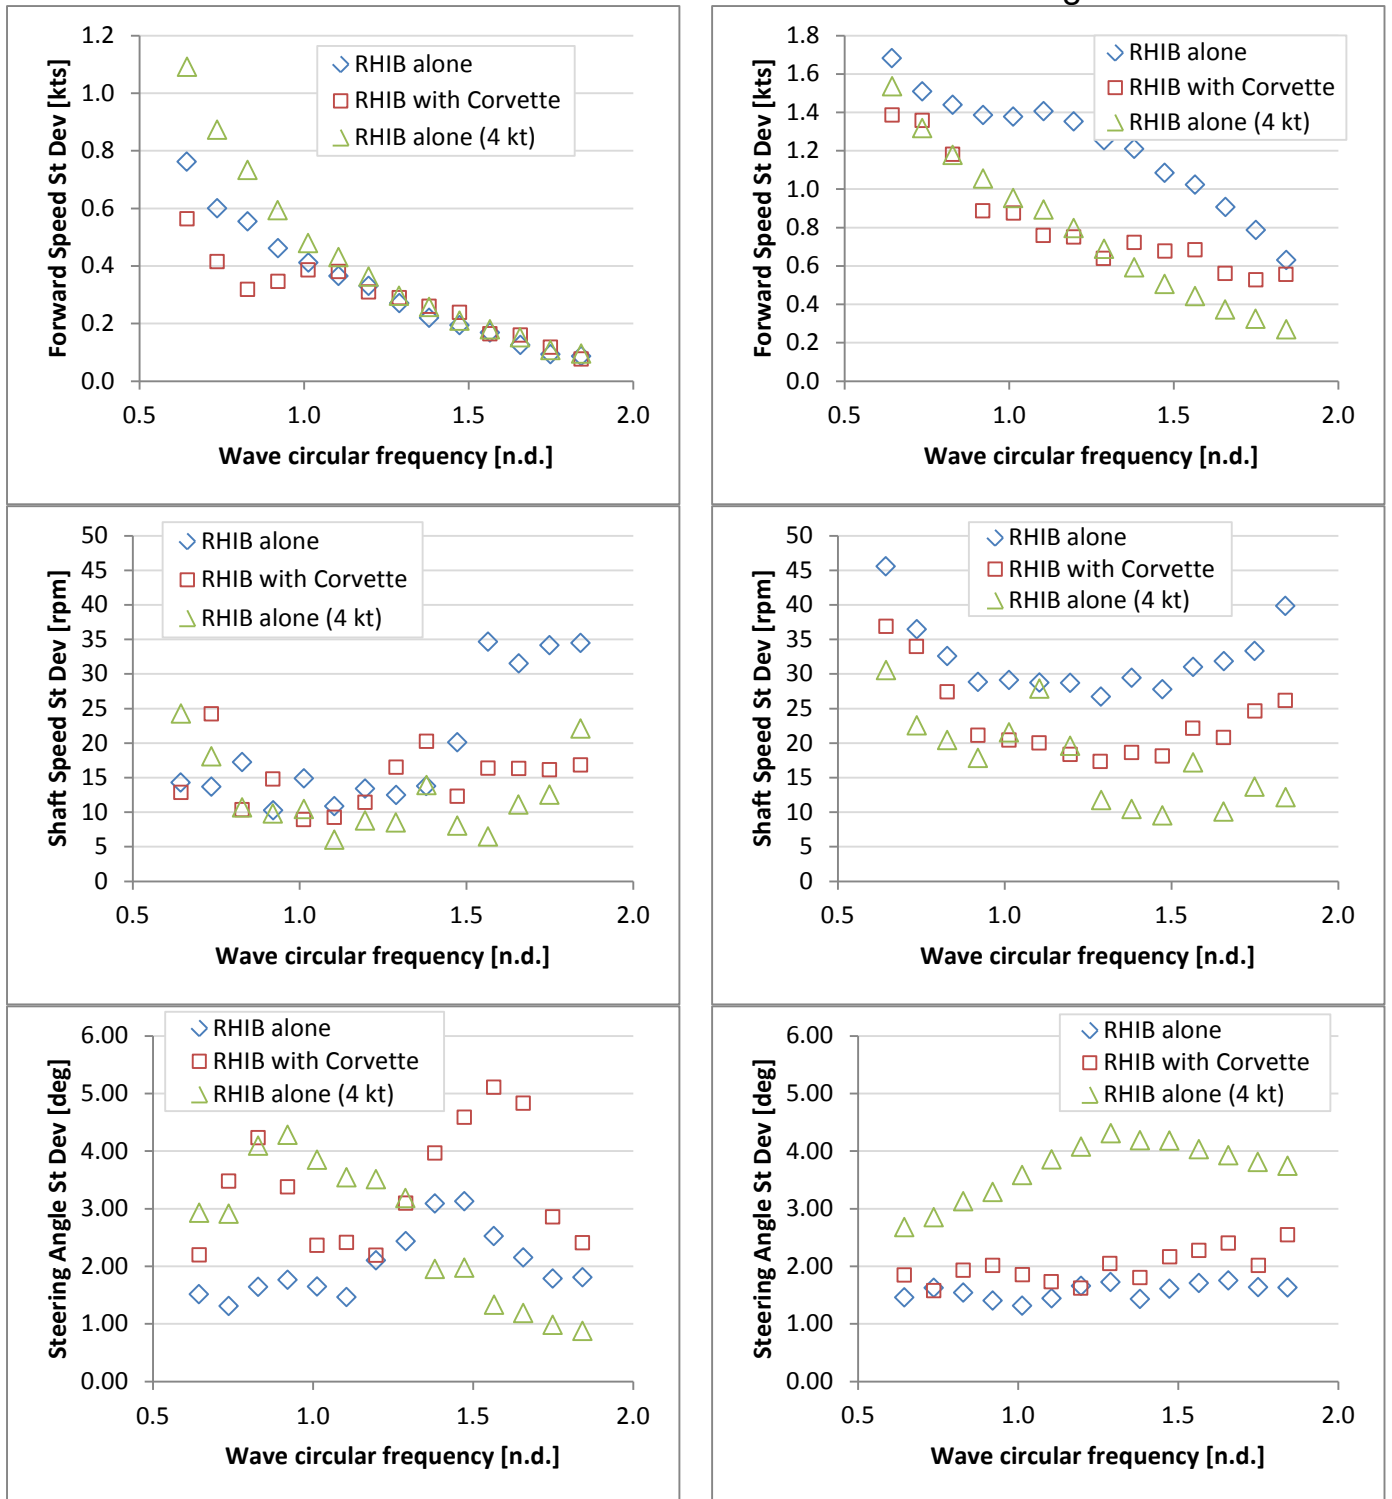 g
Forward Speed St Dev [kts]
1.2
1.0
0.8
0.6
0.4
0.2
0.0
RHIB alone
RHIB with Corvette
RHIB alone (4 kt)
0.5 1.0 1.5 2.0
Wave circular frequency [n.d.]
Forward Speed St Dev [kts]
1.8
1.6
1.4
1.2
1.0
0.8
0.6
0.4
0.2
0.0
RHIB alone
RHIB with Corvette
RHIB alone (4 kt)
0.5 1.0 1.5 2.0
Wave circular frequency [n.d.]
Shaft Speed St Dev [rpm]
50
45
40
35
30
25
20
15
10
5
0
RHIB alone
RHIB with Corvette
RHIB alone (4 kt)
0.5 1.0 1.5 2.0
Wave circular frequency [n.d.]
Shaft Speed St Dev [rpm]
50
45
40
35
30
25
20
15
10
5
0
RHIB alone
RHIB with Corvette
RHIB alone (4 kt)
0.5 1.0 1.5 2.0
Wave circular frequency [n.d.]
Steering Angle St Dev [deg]
6.00
5.00
4.00
3.00
2.00
1.00
0.00
RHIB alone
RHIB with Corvette
RHIB alone (4 kt)
0.5 1.0 1.5 2.0
Wave circular frequency [n.d.]
Steering Angle St Dev [deg]
6.00
5.00
4.00
3.00
2.00
1.00
0.00
RHIB alone
RHIB with Corvette
RHIB alone (4 kt)
0.5 1.0 1.5 2.0
Wave circular frequency [n.d.]